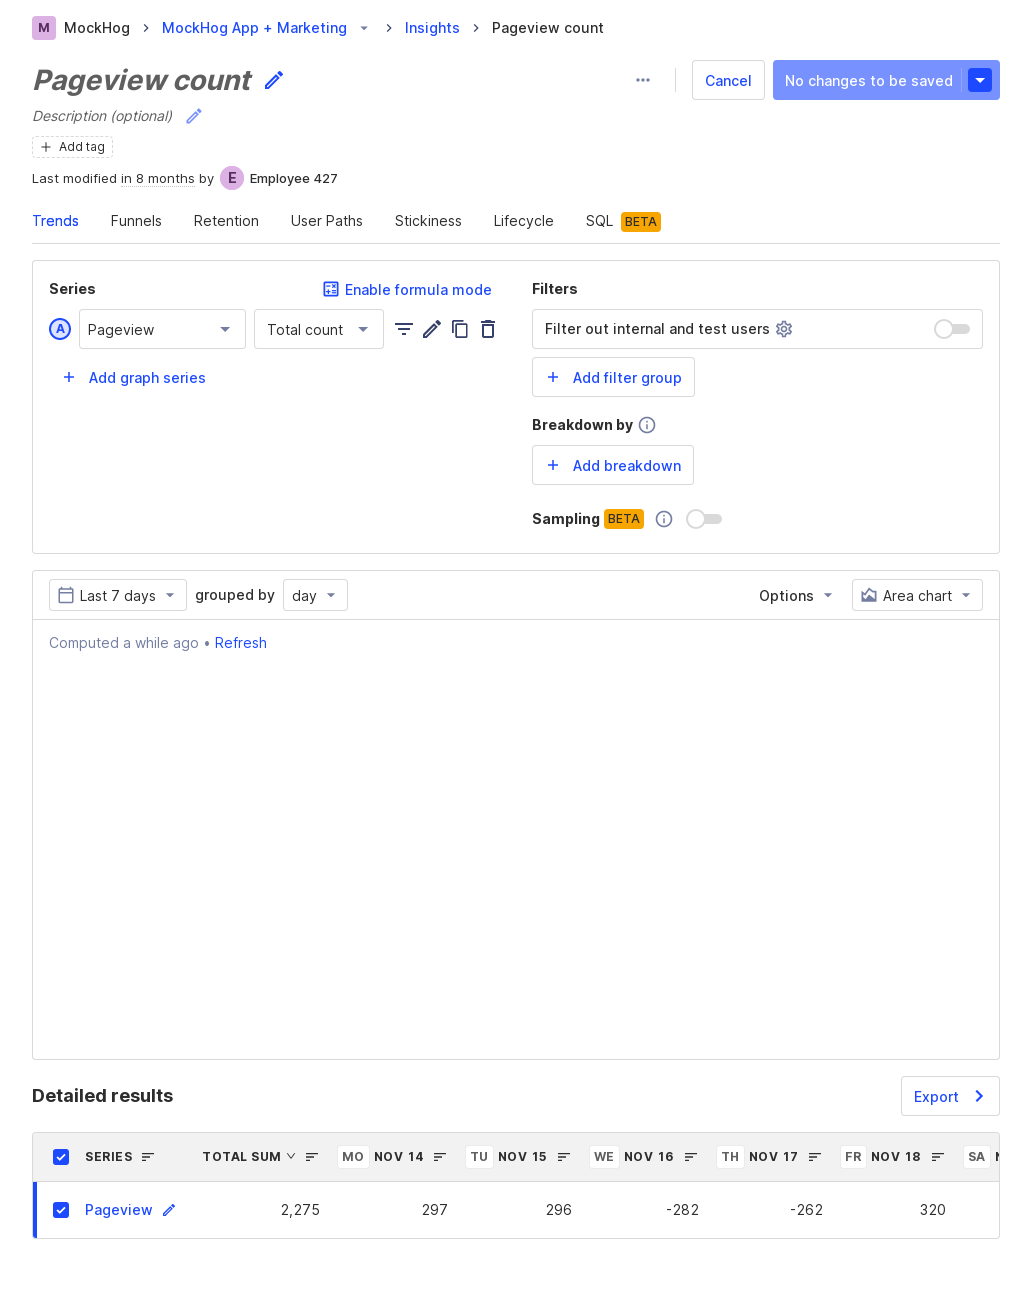 M MockHog MockHog App + Marketing Insights Pageview count
Pageview count
Cancel No changes to be saved
Description (optional)
+ Add tag
Last modified in 8 months by E Employee 427
Trends Funnels Retention User Paths Stickiness Lifecycle SQL BETA
Series Enable formula mode Filters
A Pageview Total count Filter out internal and test users
+ Add graph series + Add filter group
Breakdown by
+ Add breakdown
Sampling BETA
Last 7 days grouped by day Options Area chart
Computed a while ago • Refresh
Detailed results Export
SERIES TOTAL SUM MO NOV 14 TU NOV 15 WE NOV 16 TH NOV 17 FR NOV 18 SA
Pageview 2,275 297 296 -282 -262 320